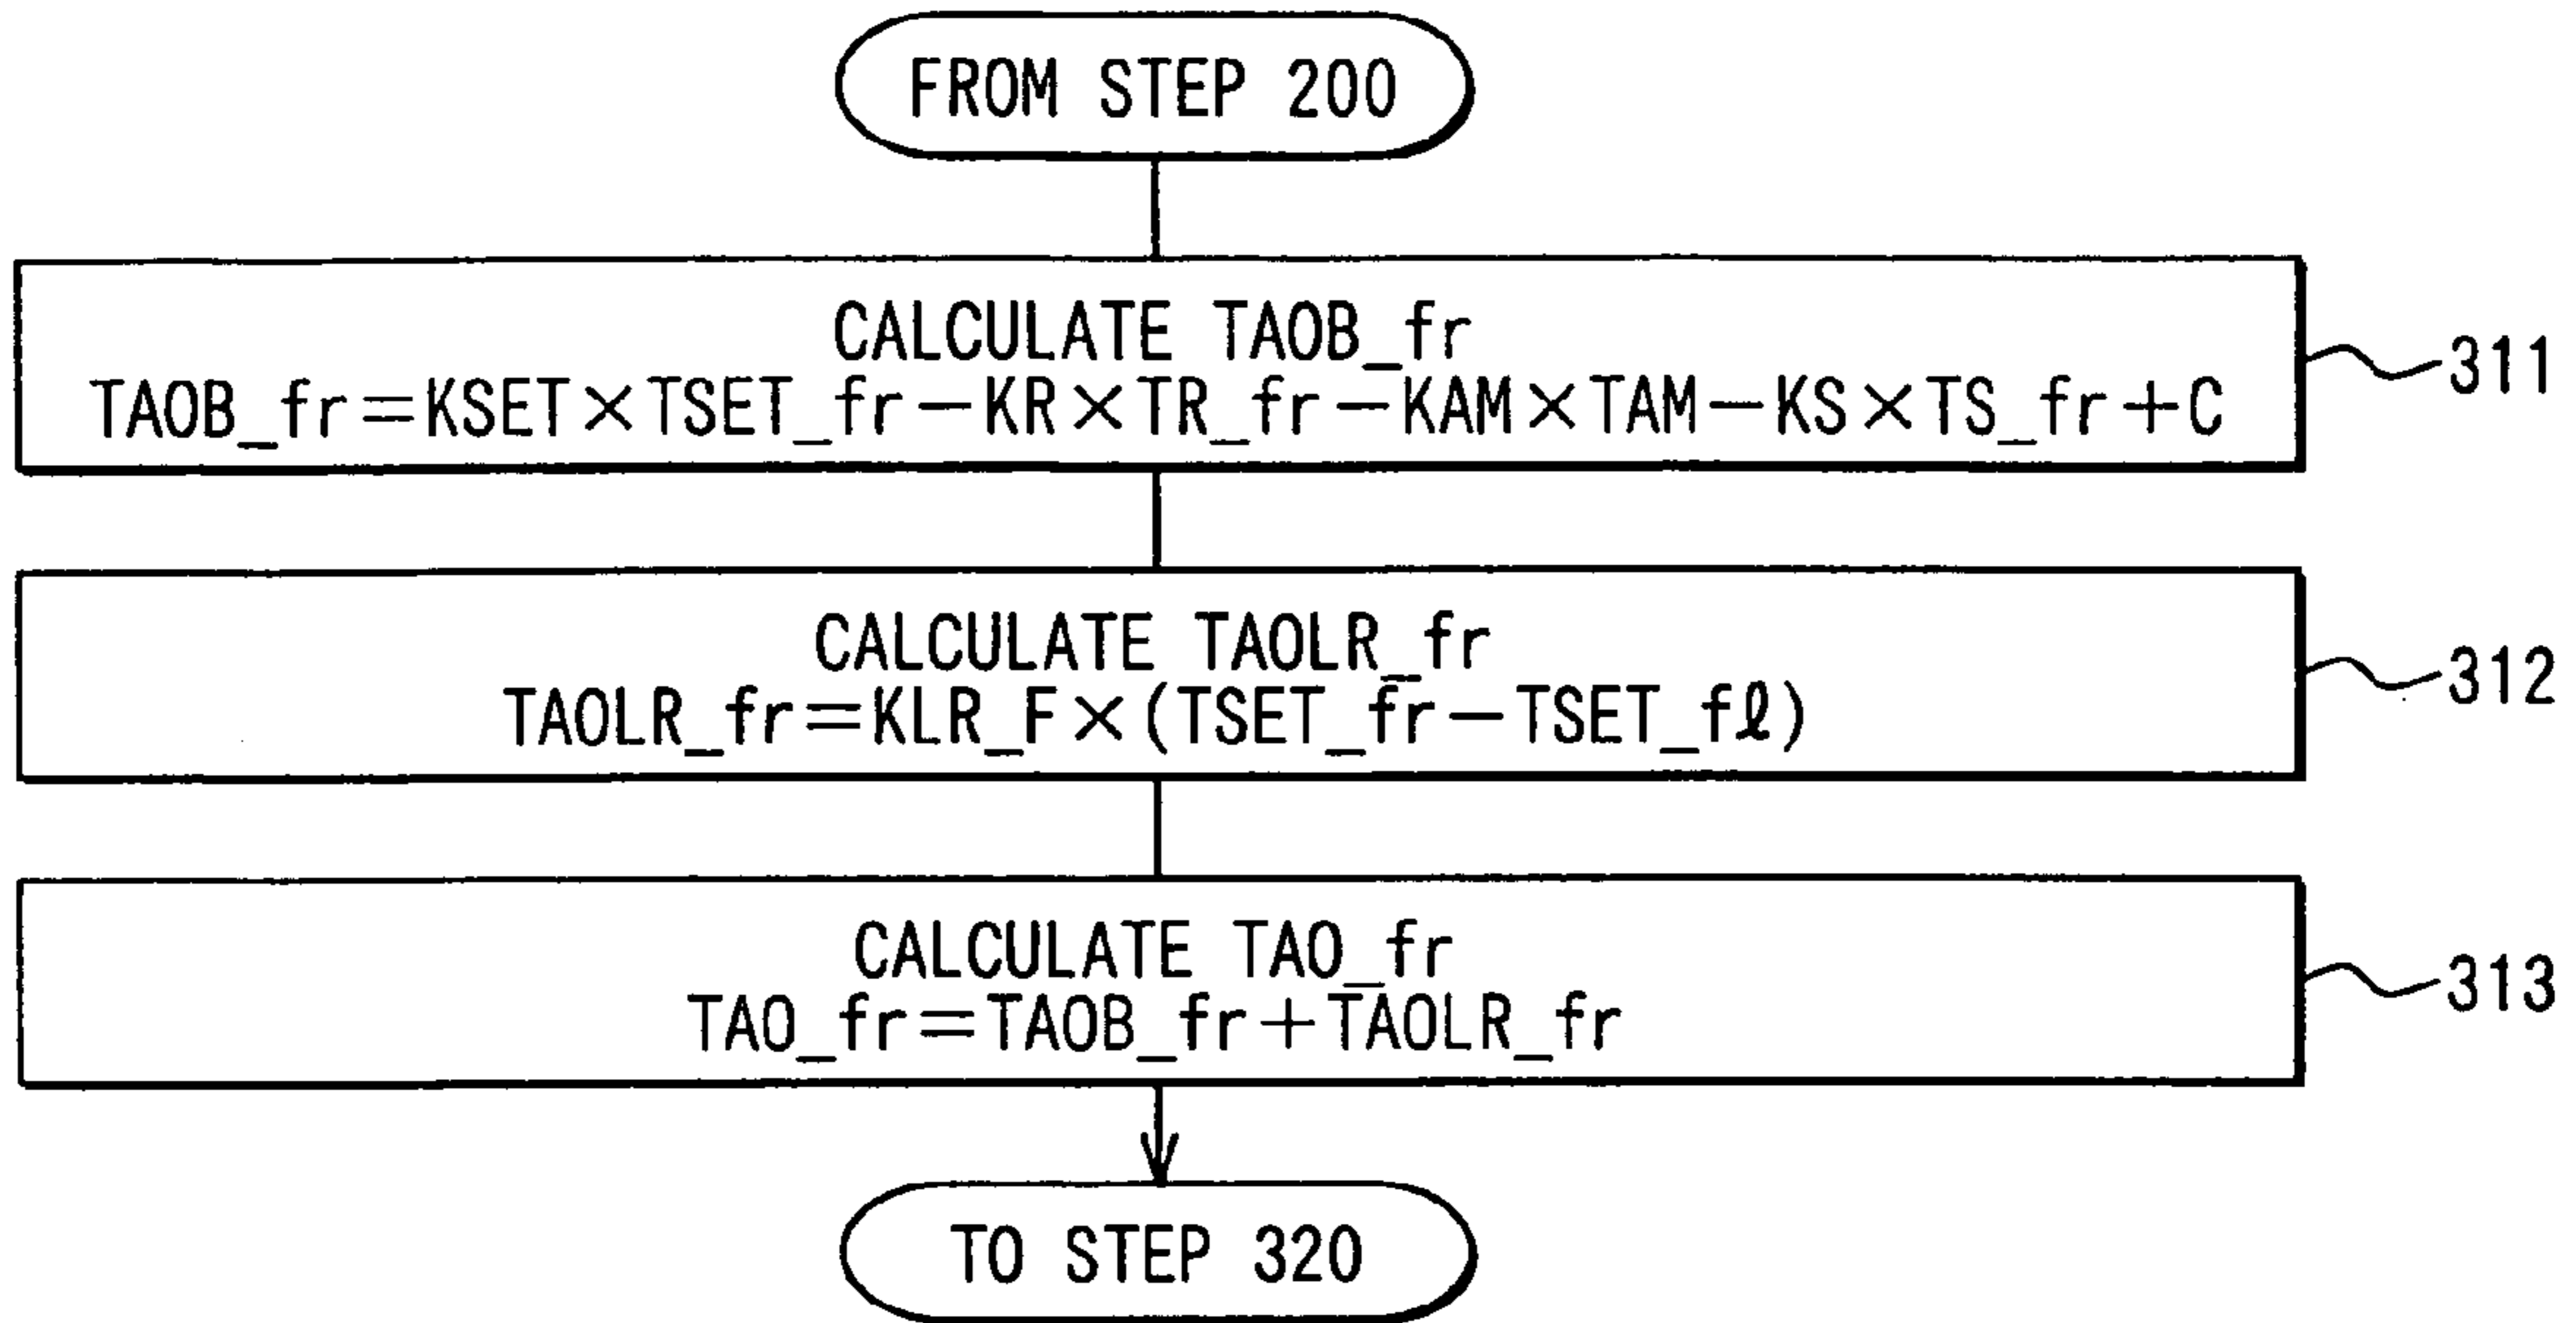 FROM STEP 200
CALCULATE TAOB_fr
TAOB_fr=KSET×TSET_fr−KR×TR_fr−KAM×TAM−KS×TS_fr+C
311
CALCULATE TAOLR_fr
TAOLR_fr=KLR_F×(TSET_fr−TSET_fℓ)
312
CALCULATE TAO_fr
TAO_fr=TAOB_fr+TAOLR_fr
313
TO STEP 320